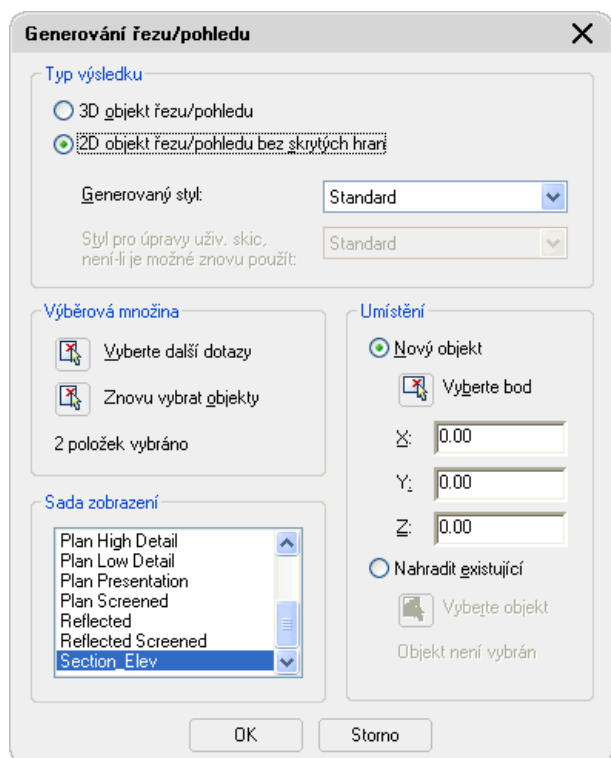 Generování řezu/pohledu
Typ výsledku
3D objekt řezu/pohledu
2D objekt řezu/pohledu bez skrytých hran
Generovaný styl:
Standard
Styl pro úpravy uživ. skic,
není-li je možné znovu použít:
Standard
Výběrová množina
Vyberte další dotazy
Znovu vybrat objekty
2 položek vybráno
Sada zobrazení
Plan High Detail
Plan Low Detail
Plan Presentation
Plan Screened
Reflected
Reflected Screened
Section_Elev
Umístění
Nový objekt
Vyberte bod
X: 0.00
Y: 0.00
Z: 0.00
Nahradit existující
Vyberte objekt
Objekt není vybrán
OK
Storno